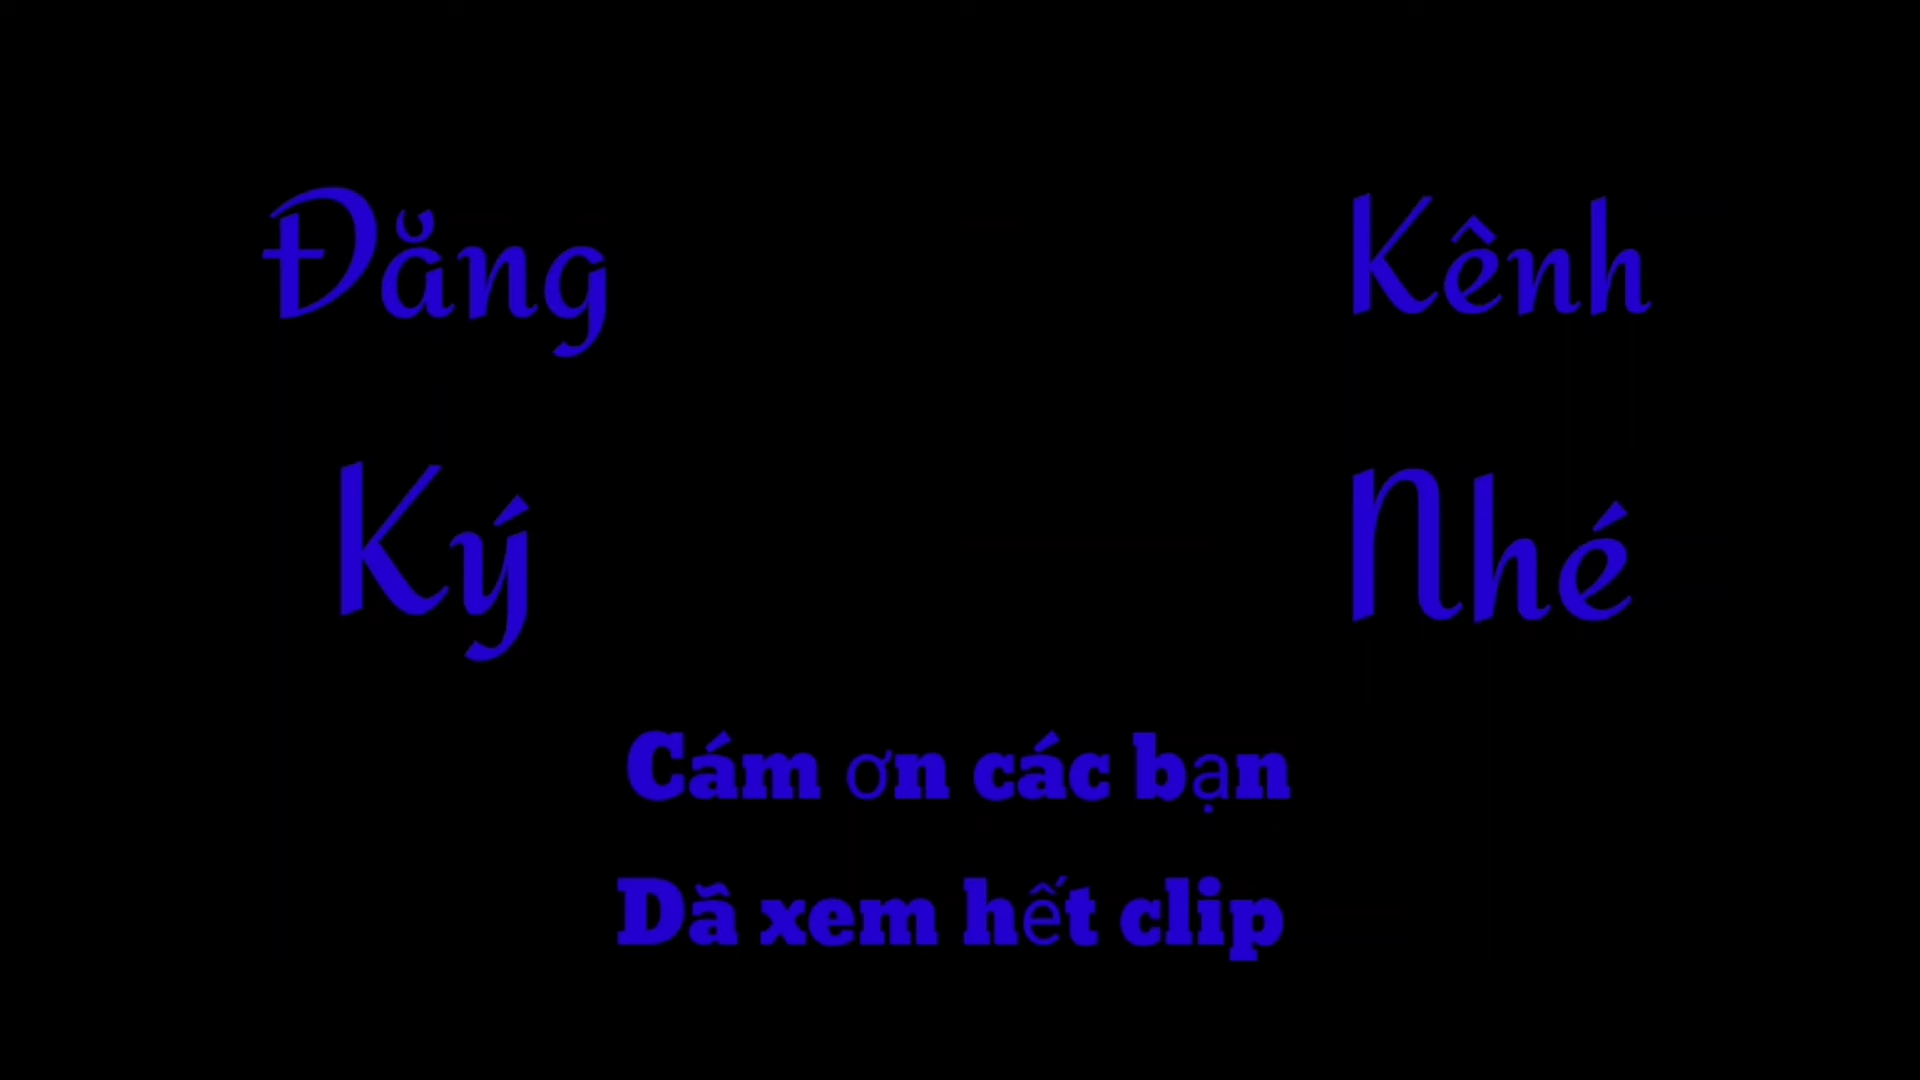 Đăng Kênh
Ký Nhé
Cám ơn các bạn
Dã xem hết clip